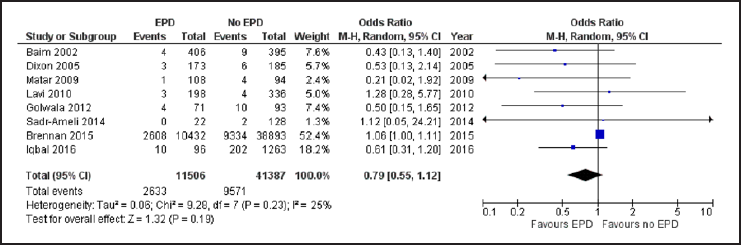 EPD No EPD Odds Ratio Odds Ratio
Study or Subgroup Events Total Events Total Weight M-H, Random, 95% CI Year M-H, Random, 95% CI
Baim 2002 4 406 9 395 7.6% 0.43 [0.13, 1.40] 2002
Dixon 2005 3 173 6 185 5.7% 0.53 [0.13, 2.14] 2005
Matar 2009 1 108 4 94 2.4% 0.21 [0.02, 1.92] 2009
Lavi 2010 3 198 4 336 4.9% 1.28 [0.28, 5.77] 2010
Golwala 2012 4 71 10 93 7.2% 0.50 [0.15, 1.65] 2012
Sadr-Ameli 2014 0 22 2 128 1.4% 1.12 [0.05, 24.21] 2014
Brennan 2015 2608 10432 9334 38893 52.4% 1.06 [1.00, 1.11] 2015
Iqbal 2016 10 96 202 1263 18.2% 0.61 [0.31, 1.20] 2016
Total (95% CI) 11506 41387 100.0% 0.79 [0.55, 1.12]
Total events 2633 9571
Heterogeneity: Tau² = 0.06; Chi² = 9.28, df = 7 (P = 0.23); I² = 25%
Test for overall effect: Z = 1.32 (P = 0.19)
0.1 0.2 0.5 1 2 5 10
Favours EPD Favours no EPD